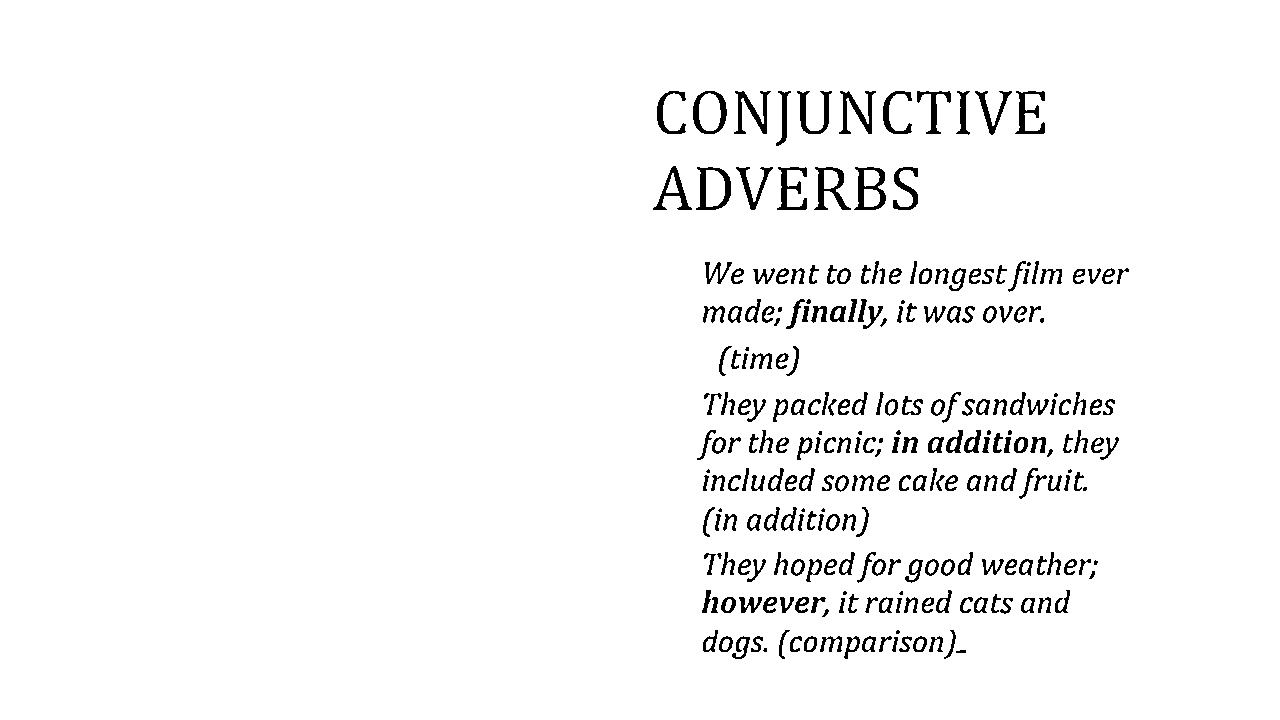 CONJUNCTIVE
ADVERBS
We went to the longest film ever
made; finally, it was over.
(time)
They packed lots of sandwiches
for the picnic; in addition, they
included some cake and fruit.
(in addition)
They hoped for good weather;
however, it rained cats and
dogs. (comparison)_